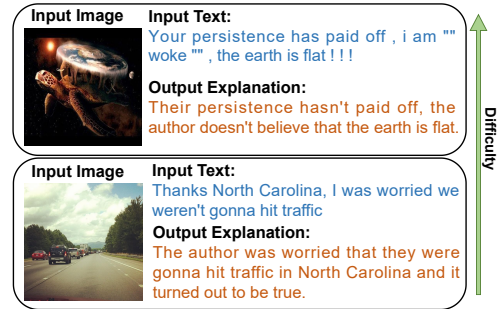 Input Image
Input Text:
Your persistence has paid off , i am ""
woke "" , the earth is flat ! ! !
Output Explanation:
Their persistence hasn't paid off, the
author doesn't believe that the earth is flat.
Input Image
Input Text:
Thanks North Carolina, I was worried we
weren't gonna hit traffic
Output Explanation:
The author was worried that they were
gonna hit traffic in North Carolina and it
turned out to be true.
Difficulty